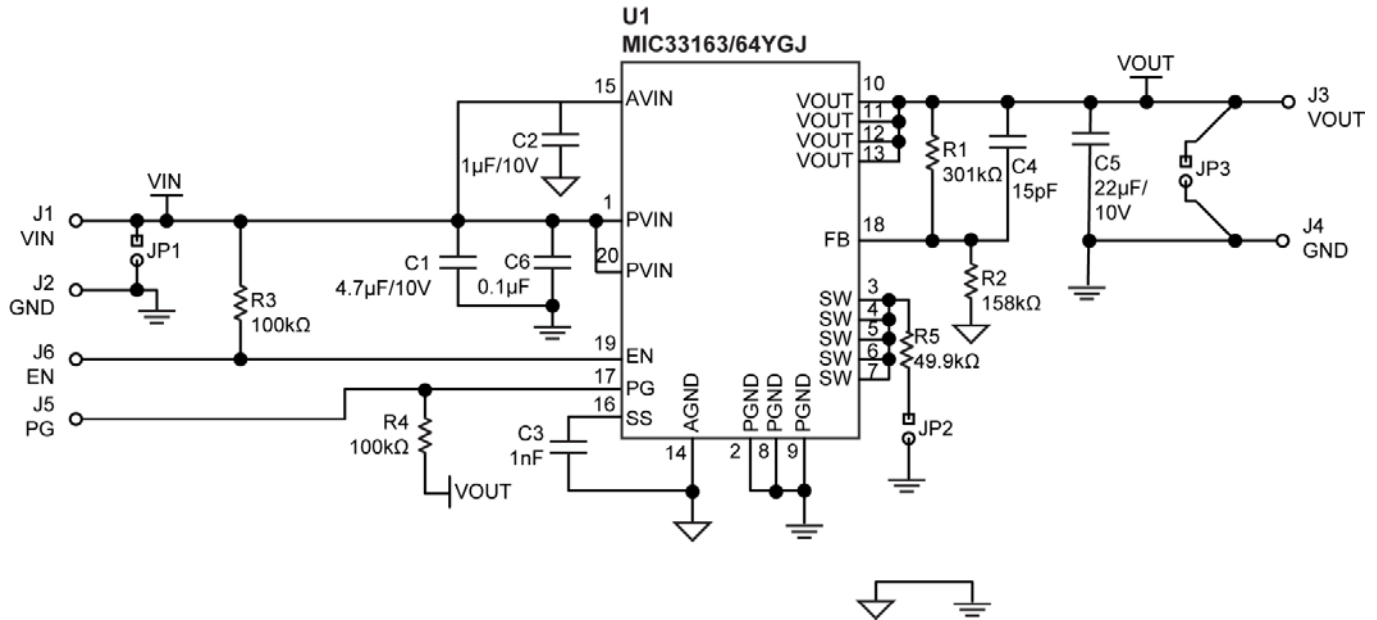 U1
MIC33163/64YGJ
15
AVIN
C2
1µF/10V
VIN
J1
VIN
JP1
J2
GND
R3
100kΩ
C1
4.7µF/10V
C6
0.1µF
1
PVIN
20
PVIN
J6
EN
19
EN
J5
PG
17
PG
16
SS
R4
100kΩ
VOUT
C3
1nF
AGND
14
PGND
2
PGND
8
PGND
9
10
VOUT
11
VOUT
12
VOUT
13
VOUT
R1
301kΩ
C4
15pF
VOUT
C5
22µF/
10V
JP3
J3
VOUT
J4
GND
18
FB
R2
158kΩ
3
SW
4
SW
5
SW
6
SW
7
SW
R5
49.9kΩ
JP2